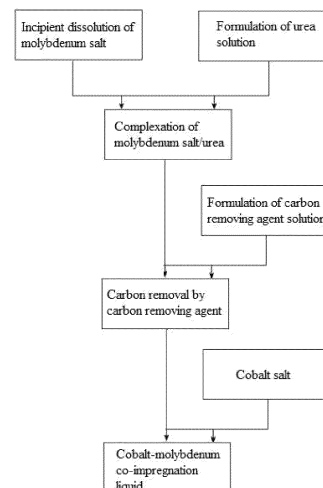 Incipient dissolution of
molybdenum salt
Formulation of urea
solution
Complexation of
molybdenum salt/urea
Formulation of carbon
removing agent solution
Carbon removal by
carbon removing agent
Cobalt salt
Cobalt-molybdenum
co-impregnation
liquid